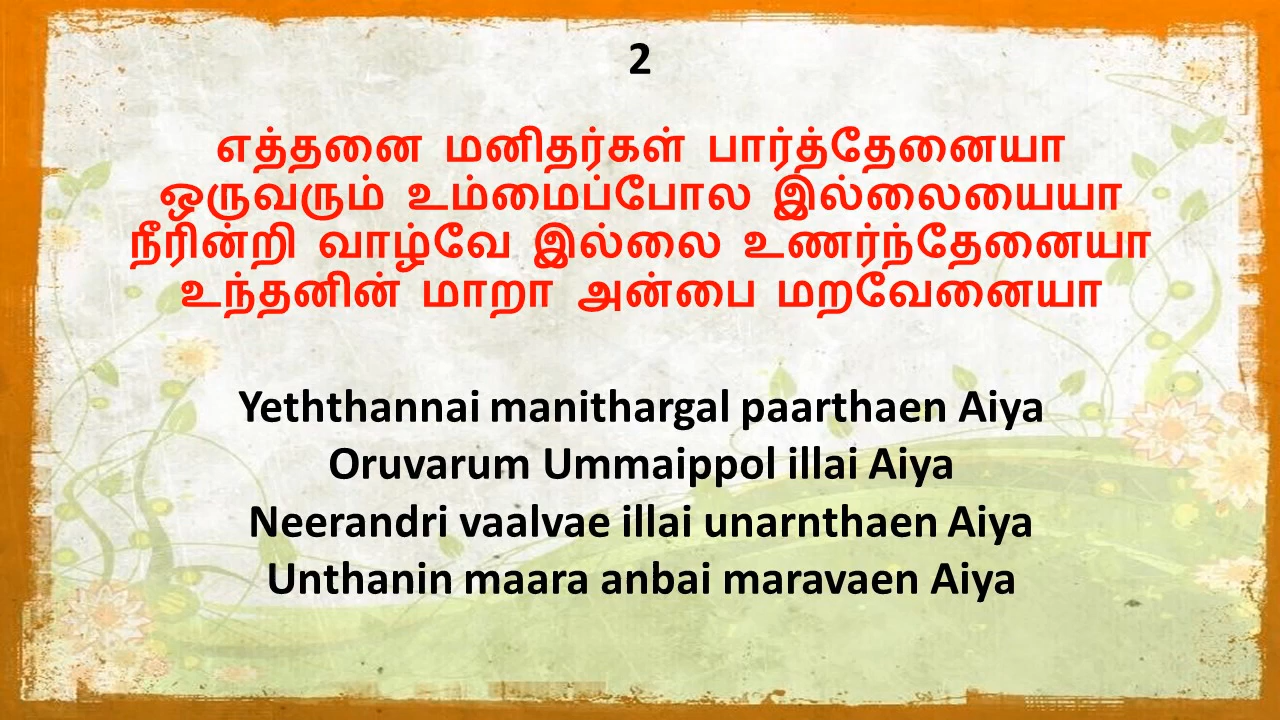 2
எத்தனை மனிதர்கள் பார்த்தேனையா
ஒருவரும் உம்மைப்போல இல்லையையா
நீரின்றி வாழ்வே இல்லை உணர்ந்தேனையா
உந்தனின் மாறா அன்பை மறவேனையா
Yeththannai manithargal paarthaen Aiya
Oruvarum Ummaippol illai Aiya
Neerandri vaalvae illai unarnthaen Aiya
Unthanin maara anbai maravaen Aiya